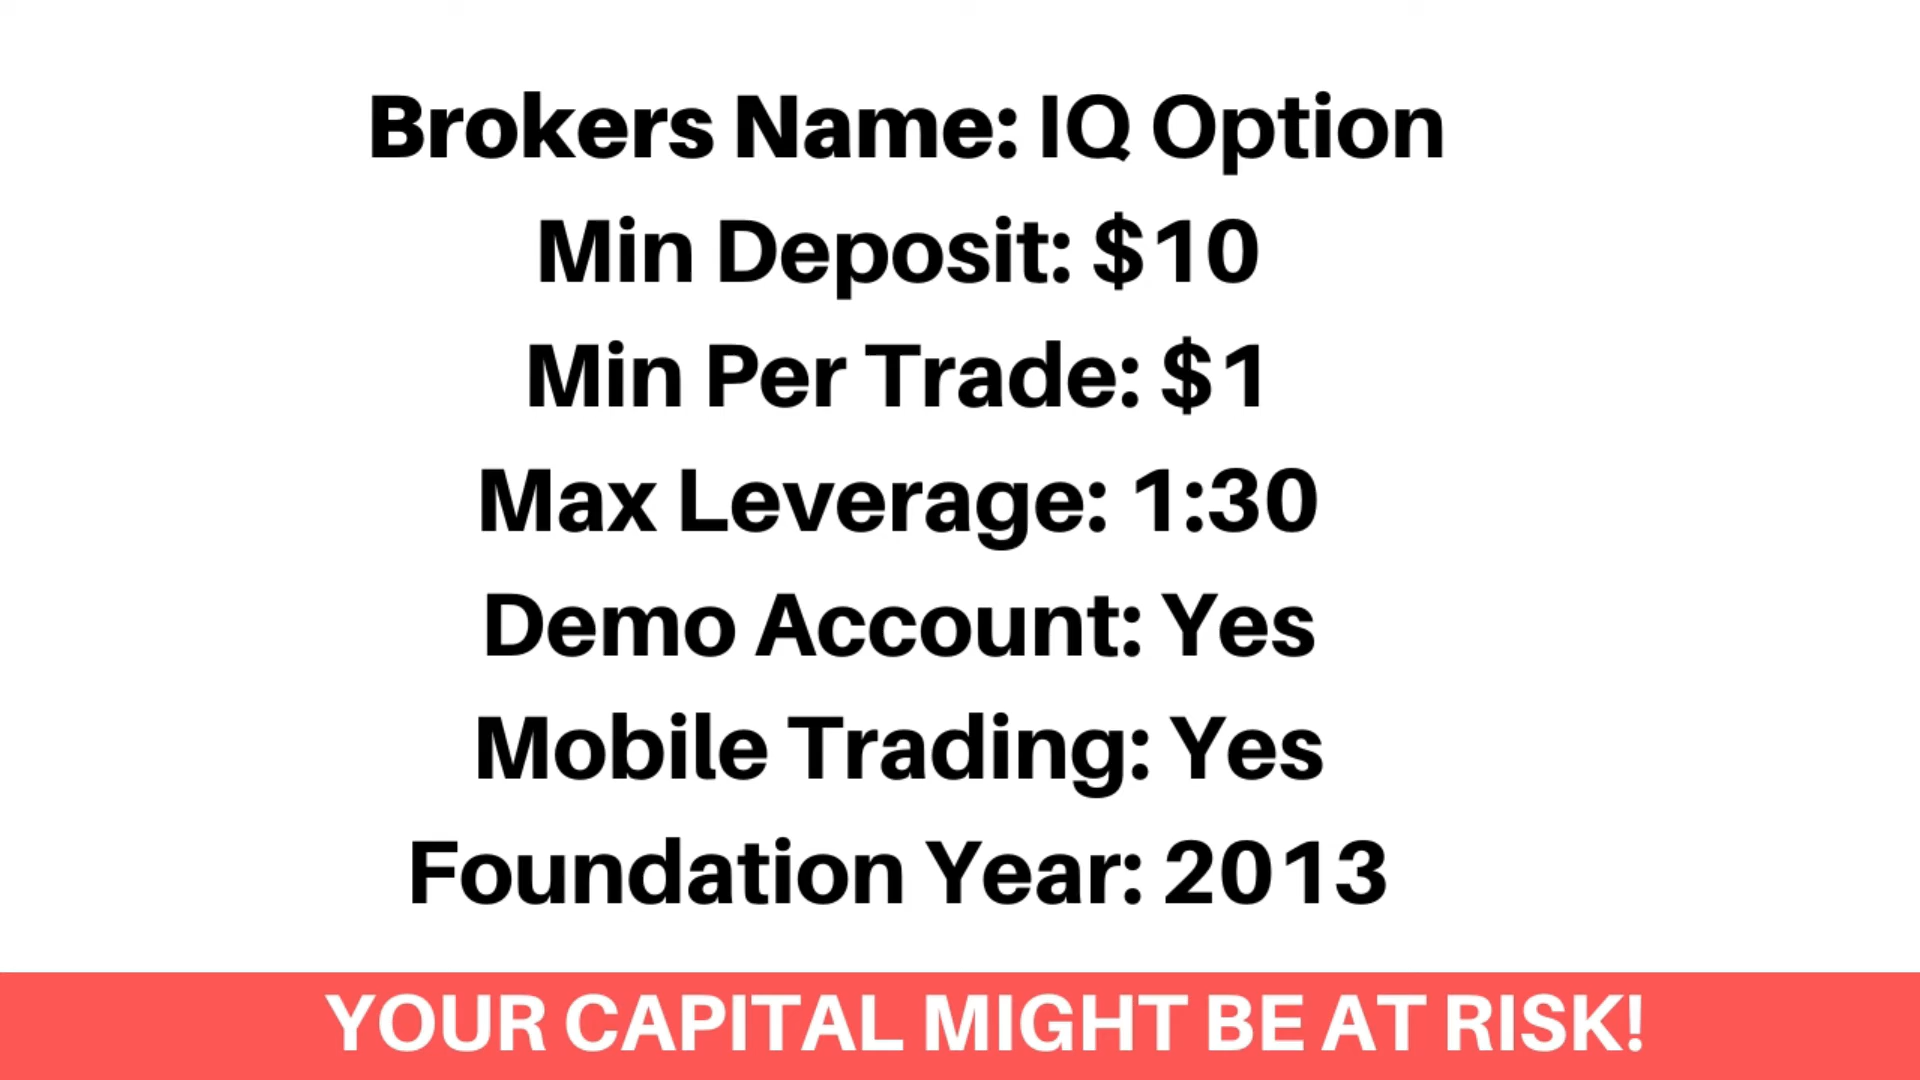 Brokers Name: IQ Option
Min Deposit: $10
Min Per Trade: $1
Max Leverage: 1:30
Demo Account: Yes
Mobile Trading: Yes
Foundation Year: 2013
YOUR CAPITAL MIGHT BE AT RISK!